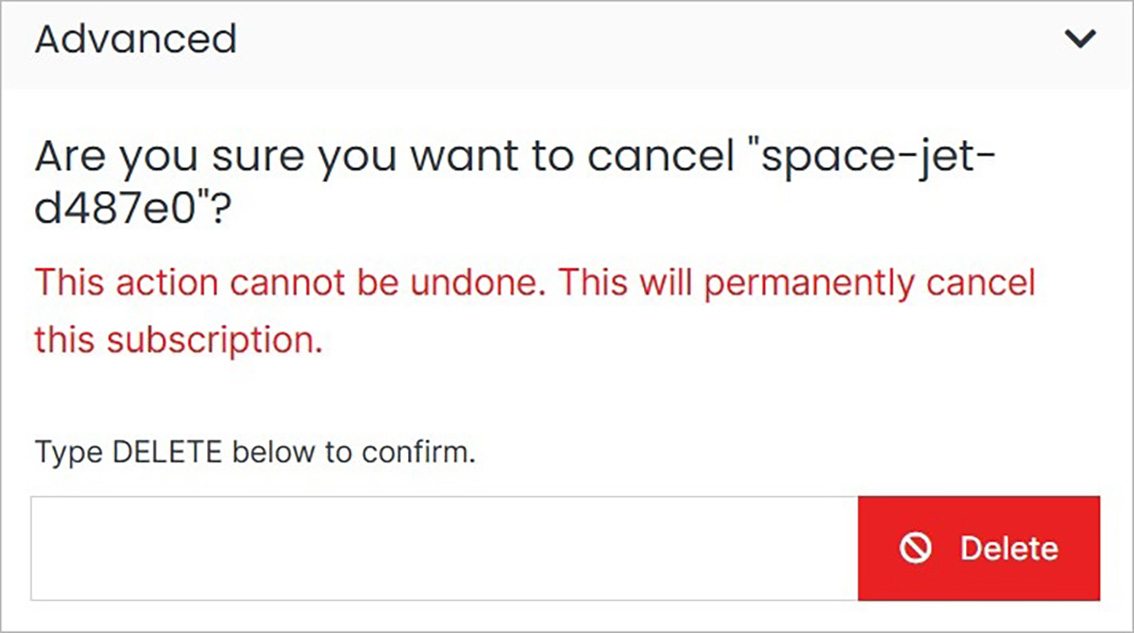 Advanced
Are you sure you want to cancel "space-jet-
d487e0"?
This action cannot be undone. This will permanently cancel
this subscription.
Type DELETE below to confirm.
Delete